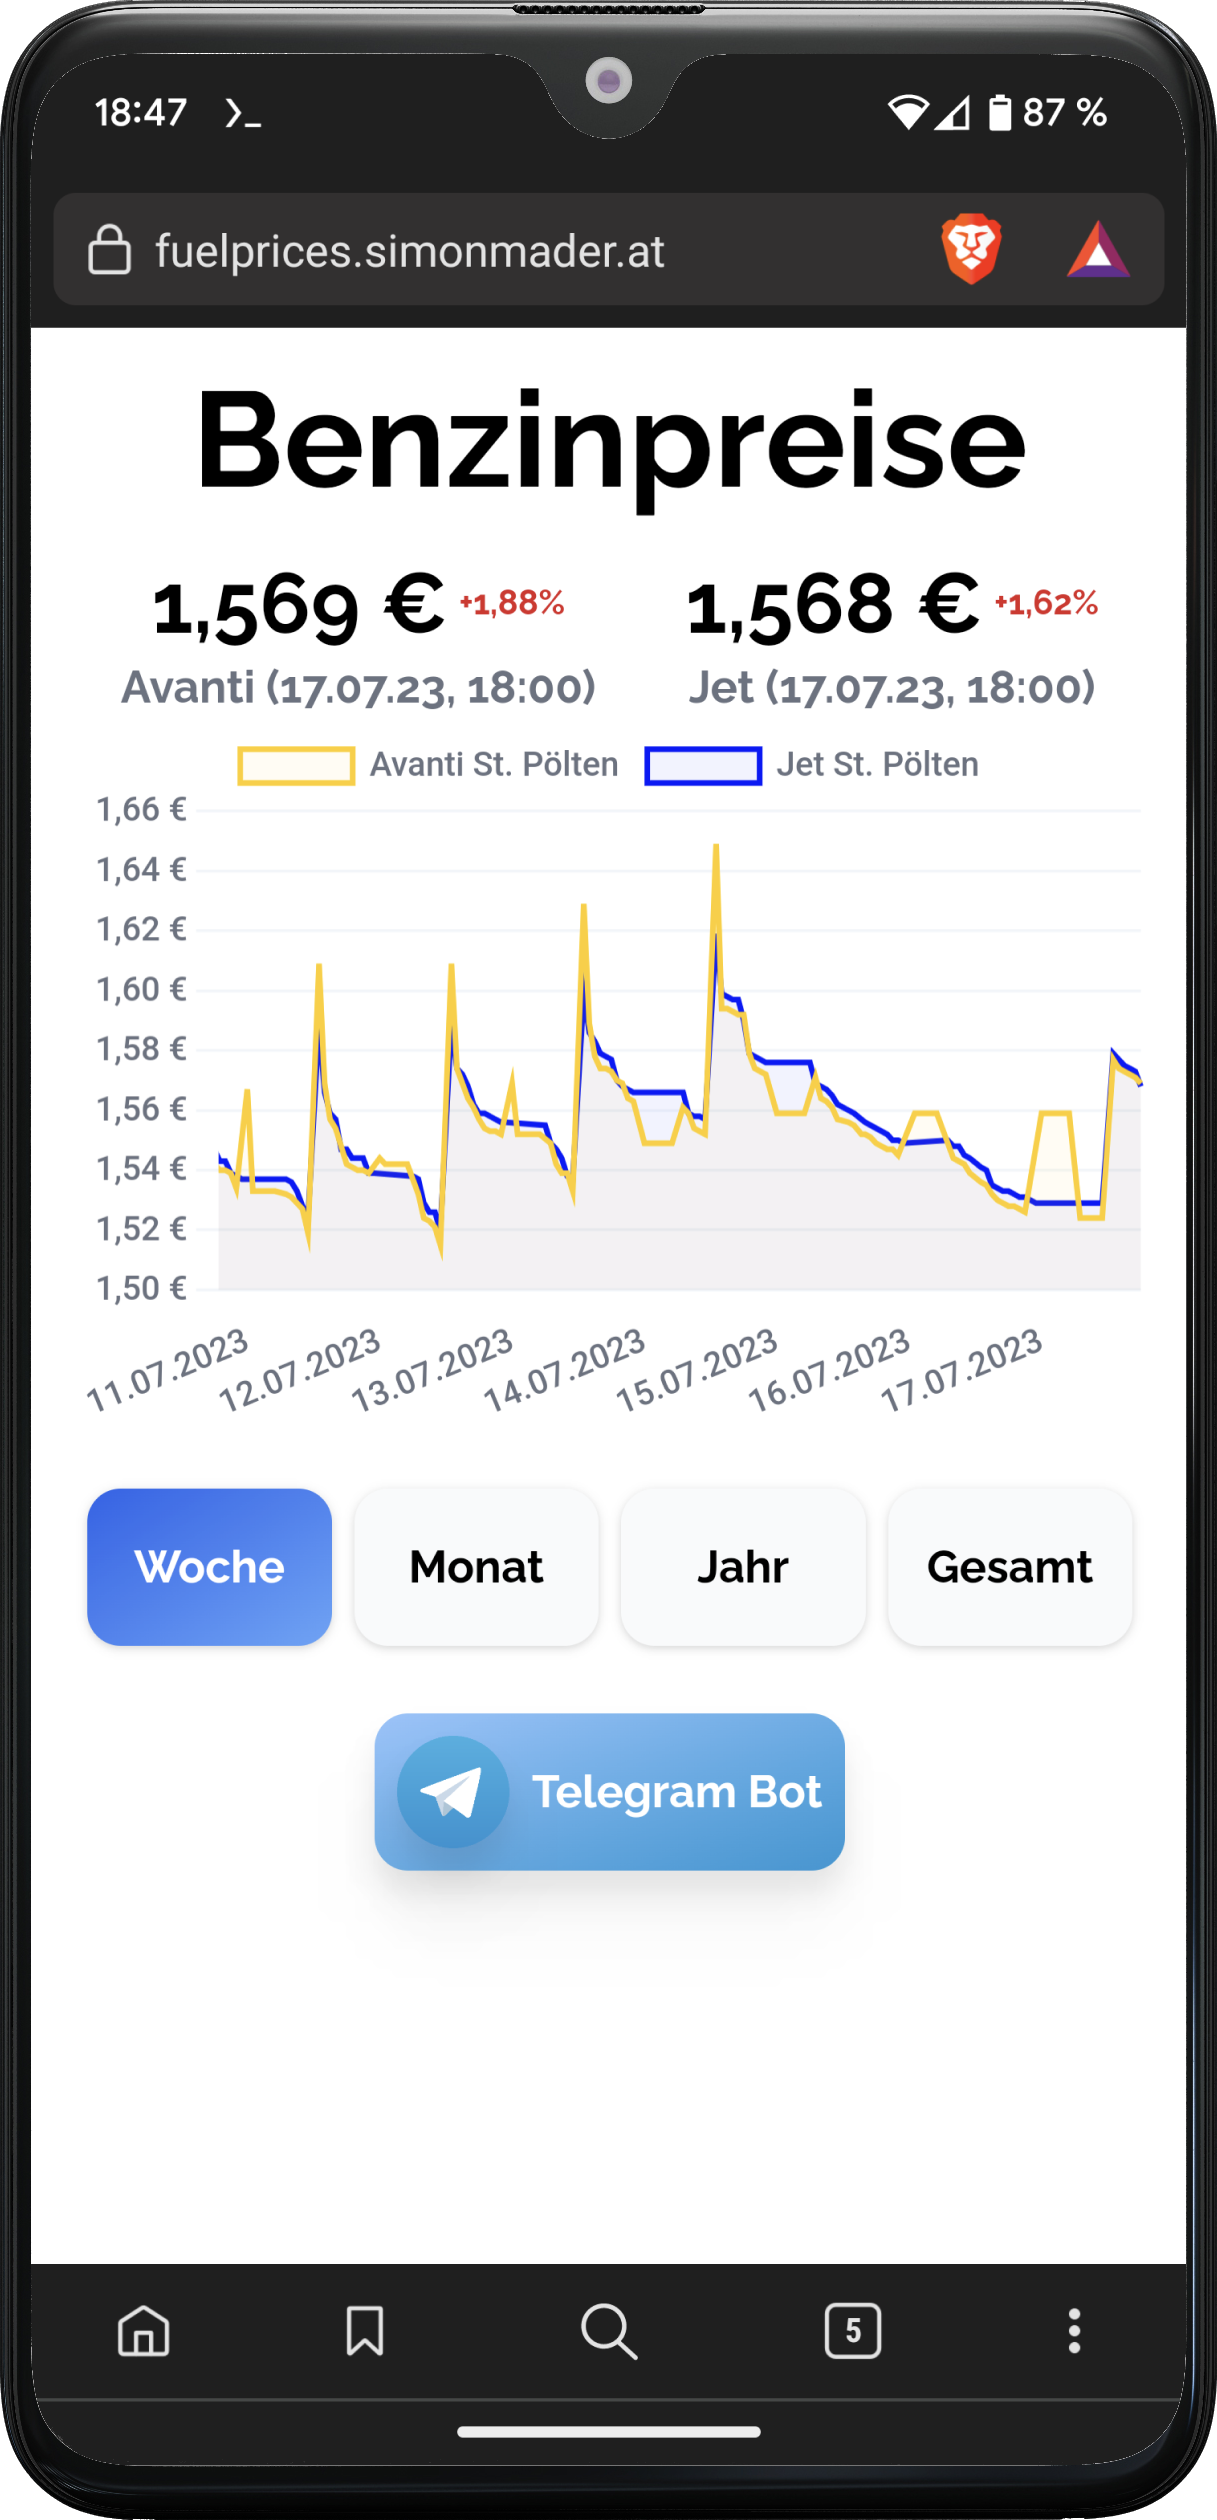 18:47
87 %
fuelprices.simonmader.at
Benzinpreise
1,569 € +1,88%
1,568 € +1,62%
Avanti (17.07.23, 18:00)
Jet (17.07.23, 18:00)
Avanti St. Pölten
Jet St. Pölten
1,66 €
1,64 €
1,62 €
1,60 €
1,58 €
1,56 €
1,54 €
1,52 €
1,50 €
11.07.2023
12.07.2023
13.07.2023
14.07.2023
15.07.2023
16.07.2023
17.07.2023
Woche
Monat
Jahr
Gesamt
Telegram Bot
5